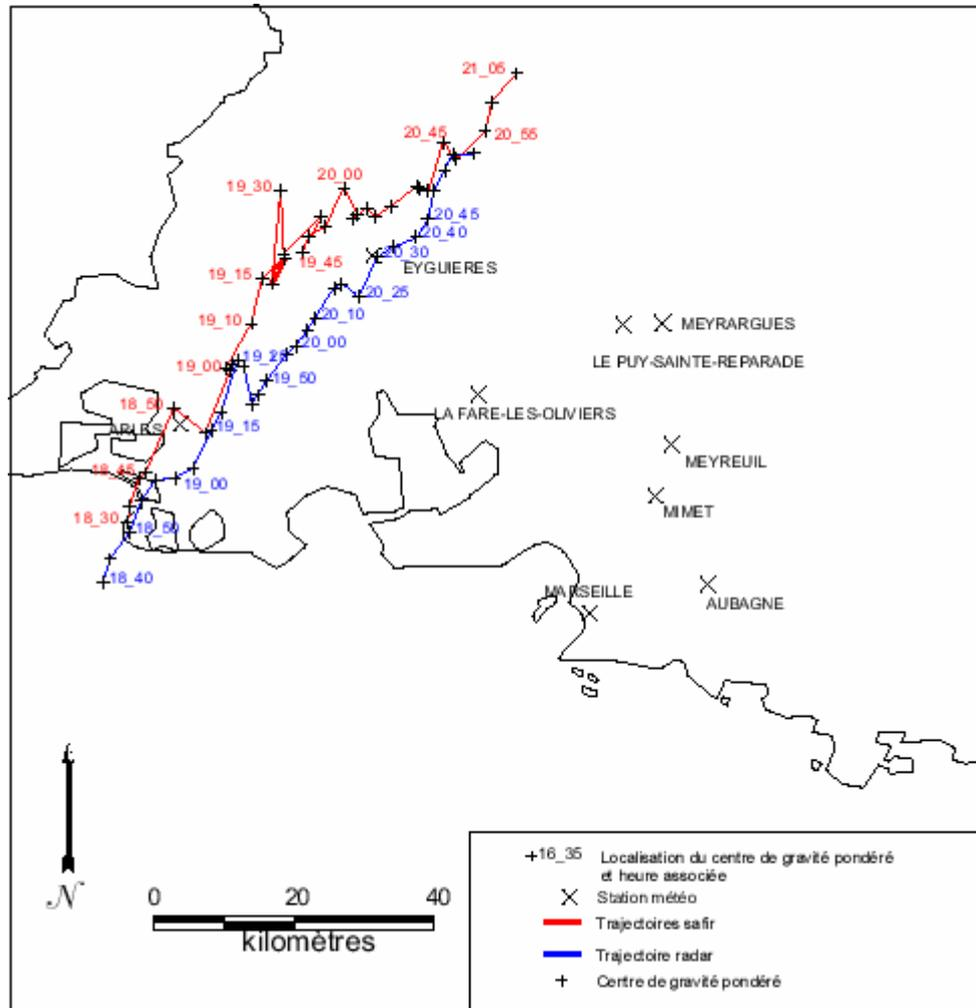 21_06
20_45
20_55
20_00
19_30
20_45
20_40
19_45
20_30
EYGUIERES
19_15
20_25
19_10
20_10
MEYRARGUES
20_00
19_00
LE PUY-SAINTE-REPARADE
19_50
18_50
LA FARE-LES-OLIVIERS
ARLES
19_15
MEYREUIL
18_45
19_00
MIMET
18_30
18_50
18_40
MARSEILLE
AUBAGNE
N
0 20 40
kilomètres
16_35 Localisation du centre de gravité pondéré
et heure associée
Station météo
Trajectoires safir
Trajectoire radar
Centre de gravité pondéré